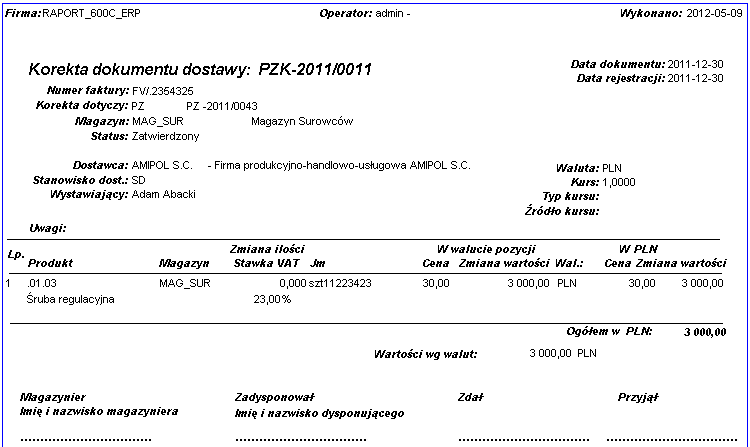 Firma: RAPORT_600C_ERP Operator: admin - Wykonano: 2012-05-09
Korekta dokumentu dostawy: PZK-2011/0011 Data dokumentu: 2011-12-30
Data rejestracji: 2011-12-30
Numer faktury: FV/.2354325
Korekta dotyczy: PZ PZ -2011/0043
Magazyn: MAG_SUR Magazyn Surowców
Status: Zatwierdzony
Dostawca: AMIPOL S.C. - Firma produkcyjno-handlowo-usługowa AMIPOL S.C. Waluta: PLN
Stanowisko dost.: SD Kurs: 1,0000
Wystawiający: Adam Abacki Typ kursu:
Źródło kursu:
Uwagi:
Zmiana ilości W walucie pozycji W PLN
Lp. Produkt Magazyn Stawka VAT Jm Cena Zmiana wartości Wal.: Cena Zmiana wartości
1 .01.03 MAG_SUR 0,000 szt11223423 30,00 3 000,00 PLN 30,00 3 000,00
Śruba regulacyjna 23,00%
Ogółem w PLN: 3 000,00
Wartości wg walut: 3 000,00 PLN
Magazynier Zadysponował Zdał Przyjął
Imię i nazwisko magazyniera Imię i nazwisko dysponującego